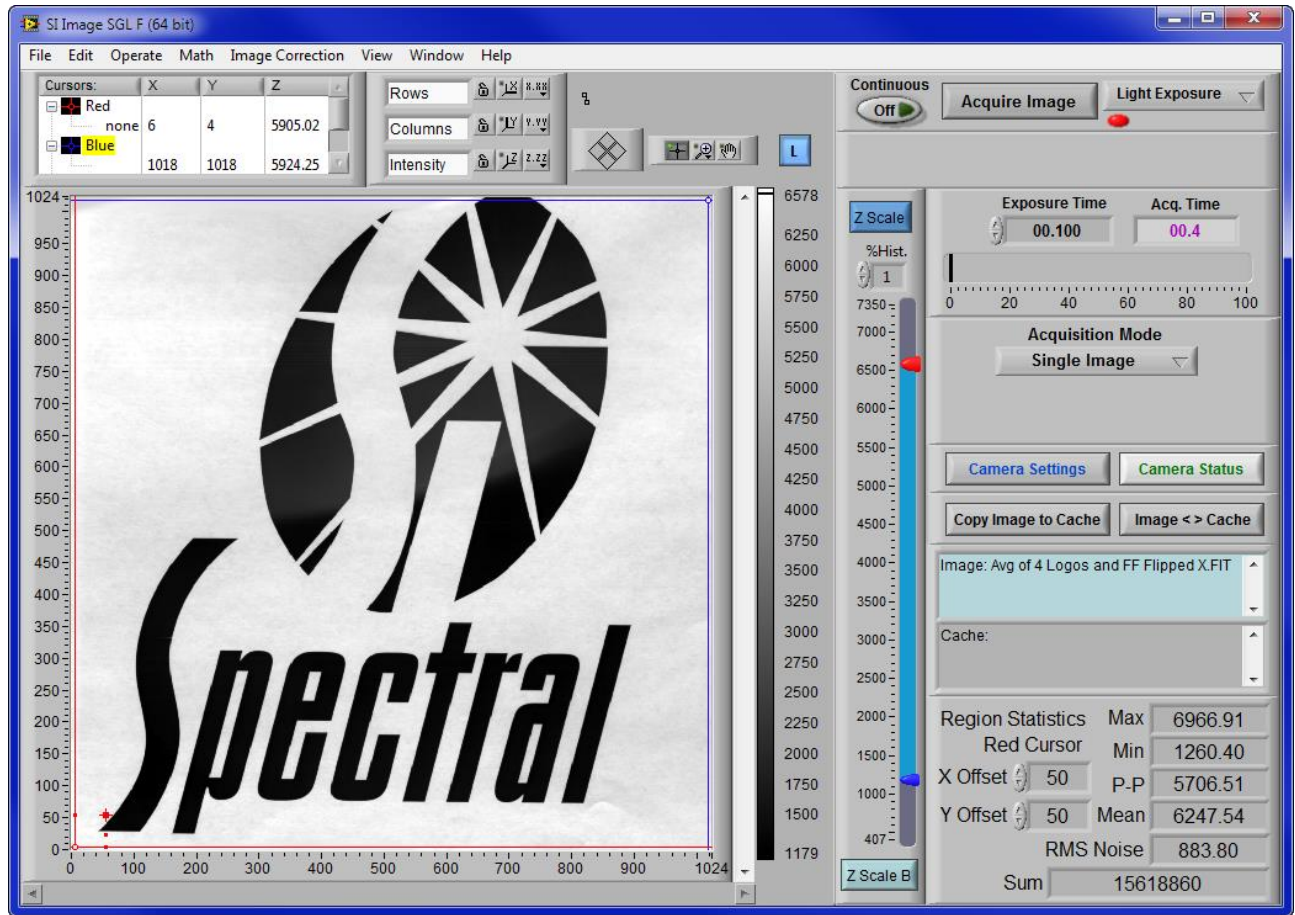 SI Image SGL F (64 bit)
File Edit Operate Math Image Correction View Window Help
Cursors: X Y Z
Red
none 6 4 5905.02
Blue
1018 1018 5924.25
Rows X X.XX
Columns Y Y.YY
Intensity Z Z.ZZ
L
Continuous
Off
Acquire Image
Light Exposure
1024
950
900
850
800
750
700
650
600
550
500
450
400
350
300
250
200
150
100
50
0
0 100 200 300 400 500 600 700 800 900 1024
Spectral
6578
6250
6000
5750
5500
5250
5000
4750
4500
4250
4000
3750
3500
3250
3000
2750
2500
2250
2000
1750
1500
1179
Z Scale
%Hist.
1
7350
7000
6500
6000
5500
5000
4500
4000
3500
3000
2500
2000
1500
1000
407
Z Scale B
Exposure Time Acq. Time
00.100 00.4
0 20 40 60 80 100
Acquisition Mode
Single Image
Camera Settings Camera Status
Copy Image to Cache Image < > Cache
Image: Avg of 4 Logos and FF Flipped X.FIT
Cache:
Region Statistics Max 6966.91
Red Cursor Min 1260.40
X Offset 50 P-P 5706.51
Y Offset 50 Mean 6247.54
RMS Noise 883.80
Sum 15618860